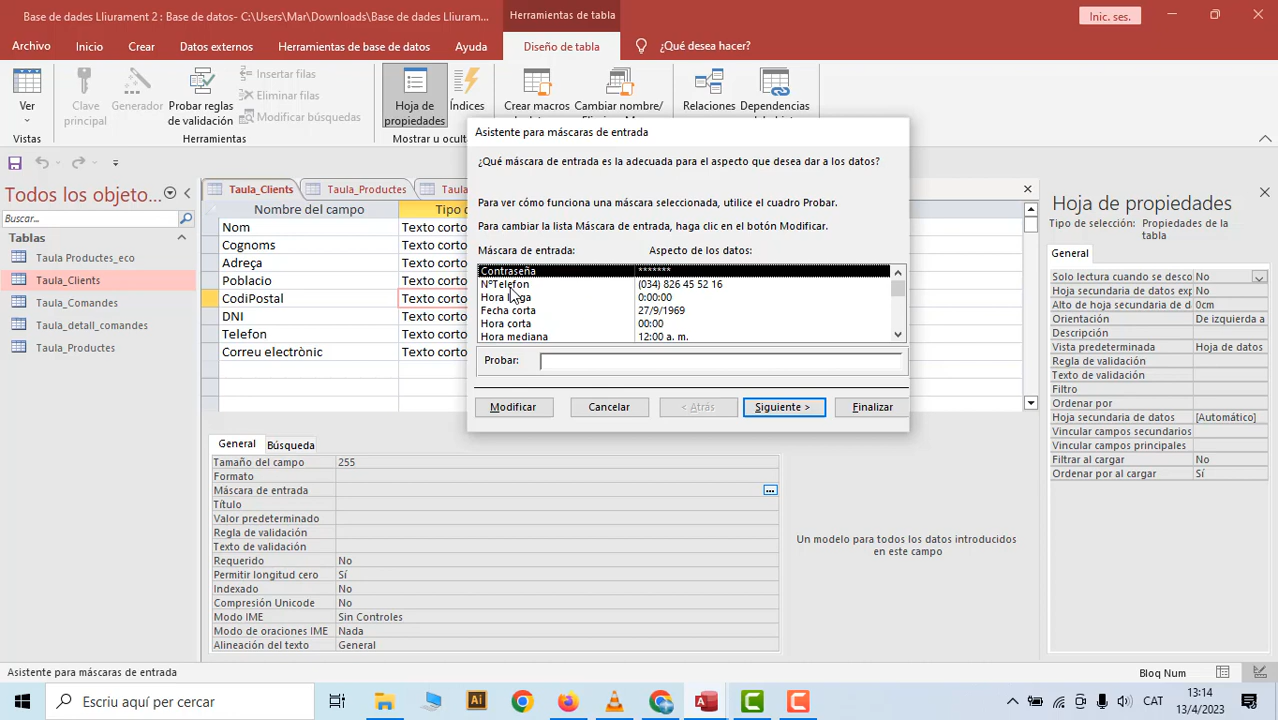 Base de dades Lliurament 2 : Base de datos- C:\Users\Mar\Downloads\Base de dades Lliuram...
Herramientas de tabla
Inic. ses.
Archivo
Inicio
Crear
Datos externos
Herramientas de base de datos
Ayuda
Diseño de tabla
¿Qué desea hacer?
Ver
Clave principal
Generador
Probar reglas de validación
Insertar filas
Eliminar filas
Modificar búsquedas
Hoja de propiedades
Índices
Crear macros
Cambiar nombre/
Relaciones
Dependencias
Vistas
Herramientas
Mostrar u ocult
Todos los objeto...
Buscar...
Tablas
Taula Productes_eco
Taula_Clients
Taula_Comandes
Taula_detall_comandes
Taula_Productes
Taula_Clients
Taula_Productes
Taula
Nombre del campo
Tipo d
Nom
Texto corto
Cognoms
Texto corto
Adreça
Texto corto
Poblacio
Texto corto
CodiPostal
Texto corto
DNI
Texto corto
Telefon
Texto corto
Correu electrònic
Texto corto
Asistente para máscaras de entrada
¿Qué máscara de entrada es la adecuada para el aspecto que desea dar a los datos?
Para ver cómo funciona una máscara seleccionada, utilice el cuadro Probar.
Para cambiar la lista Máscara de entrada, haga clic en el botón Modificar.
Máscara de entrada:
Aspecto de los datos:
Contraseña
*******
NºTelefon
(034) 826 45 52 16
Hora larga
0:00:00
Fecha corta
27/9/1969
Hora corta
00:00
Hora mediana
12:00 a. m.
Probar:
Modificar
Cancelar
< Atrás
Siguiente >
Finalizar
General
Búsqueda
Tamaño del campo
255
Formato
Máscara de entrada
...
Título
Valor predeterminado
Regla de validación
Texto de validación
Requerido
No
Permitir longitud cero
Sí
Indexado
No
Compresión Unicode
No
Modo IME
Sin Controles
Modo de oraciones IME
Nada
Alineación del texto
General
Un modelo para todos los datos introducidos
en este campo
Hoja de propiedades
Tipo de selección: Propiedades de la
tabla
General
Solo lectura cuando se res
No
Hoja secundaria de datos exp
No
Alto de hoja secundaria de d
0cm
Orientación
De izquierda a
Descripción
Vista predeterminada
Hoja de datos
Regla de validación
Texto de validación
Filtro
Ordenar por
Hoja secundaria de datos
[Automático]
Vincular campos secundarios
Vincular campos principales
Filtrar al cargar
No
Ordenar por al cargar
Sí
Asistente para máscaras de entrada
Bloq Num
Escriu aquí per cercar
Ai
CAT
13:14
13/4/2023